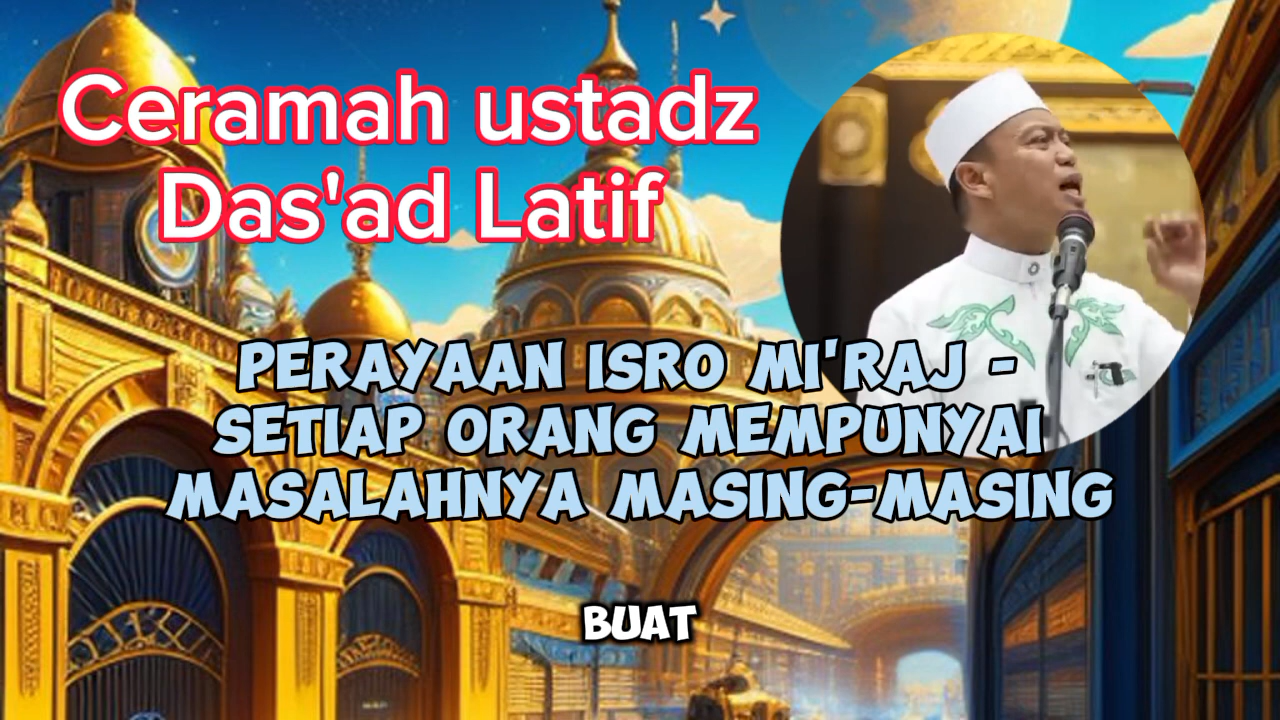 Ceramah ustadz
Das'ad Latif
PERAYAAN ISRO MI'RAJ -
SETIAP ORANG MEMPUNYAI
MASALAHNYA MASING-MASING
BUAT